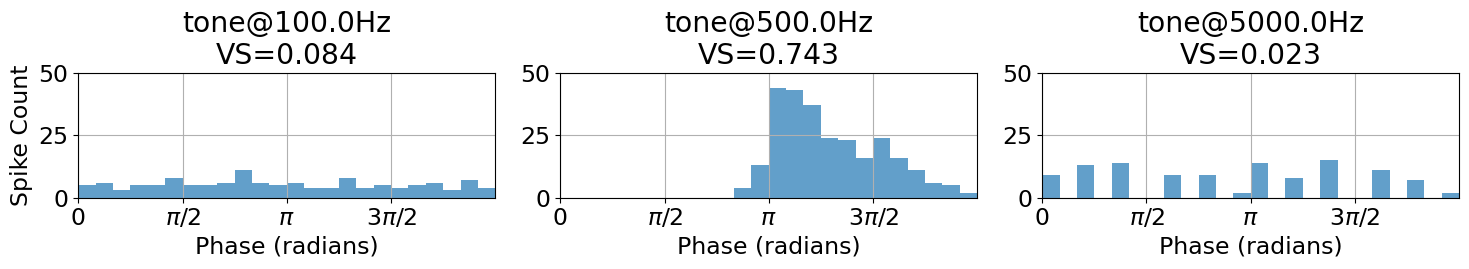 tone@100.0Hz
VS=0.084
50
25
0
Spike Count
0 π/2 π 3π/2
Phase (radians)
tone@500.0Hz
VS=0.743
50
25
0
0 π/2 π 3π/2
Phase (radians)
tone@5000.0Hz
VS=0.023
50
25
0
0 π/2 π 3π/2
Phase (radians)